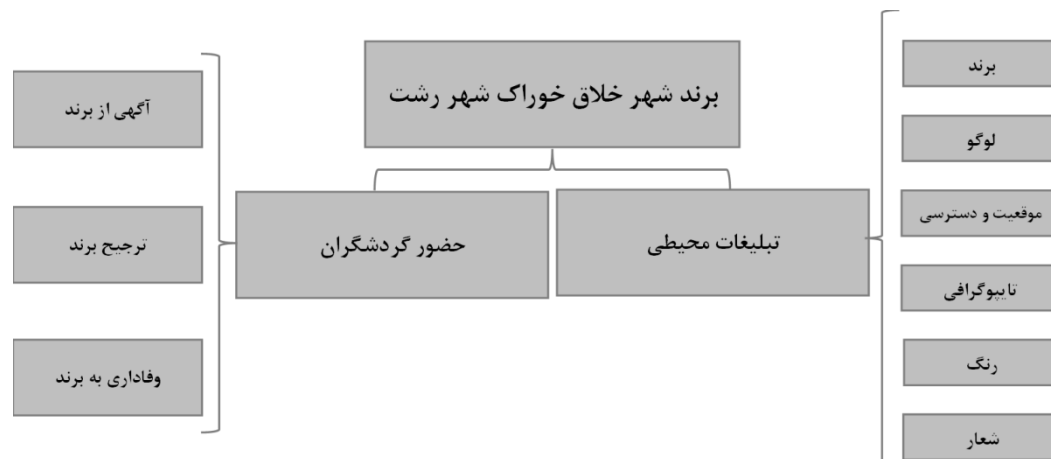 برند شهر خلاق خوراک شهر رشت
تبلیغات محیطی
حضور گردشگران
برند
لوگو
موقعیت و دسترسی
تایپوگرافی
رنگ
شعار
آگهی از برند
ترجیح برند
وفاداری به برند